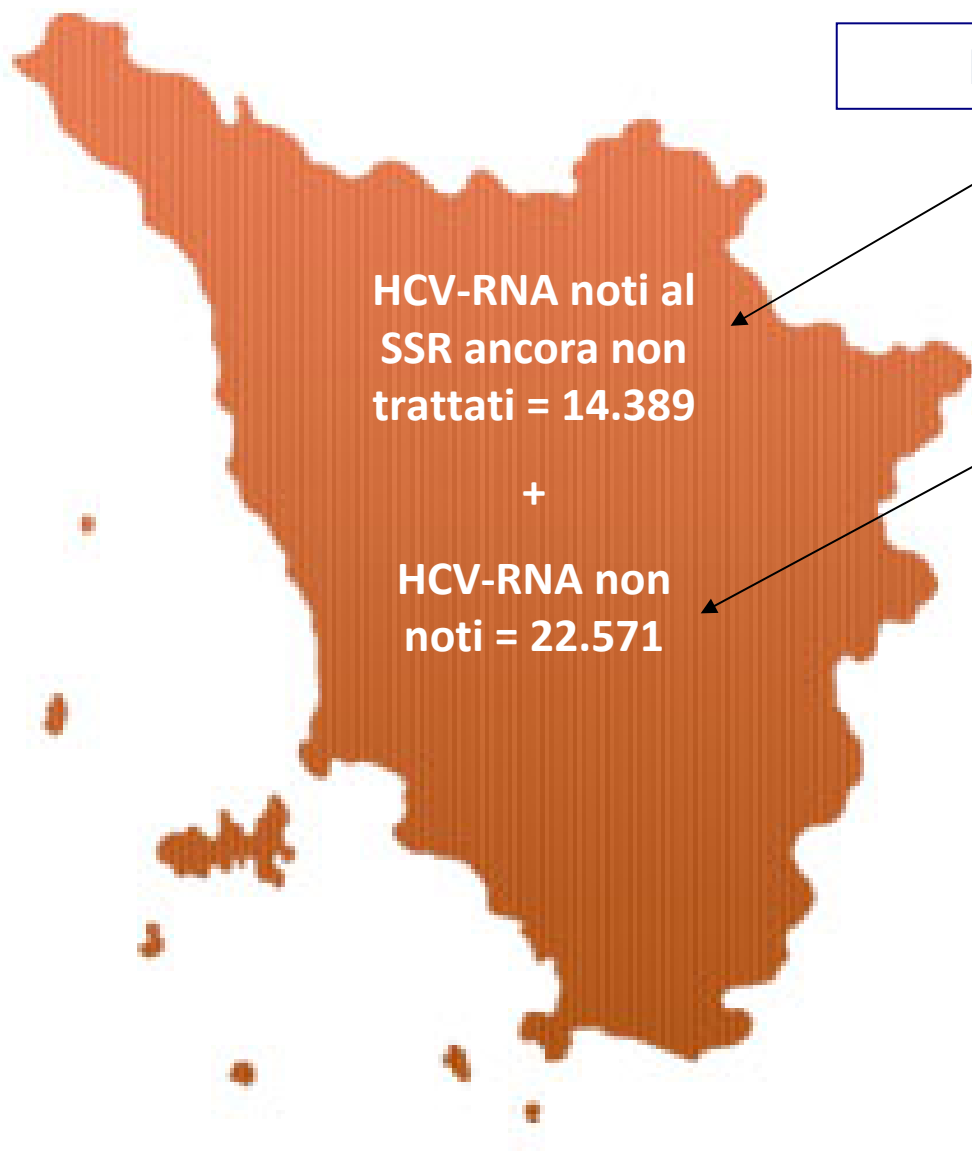 HCV-RNA noti al
SSR ancora non
trattati = 14.389
+
HCV-RNA non
noti = 22.571